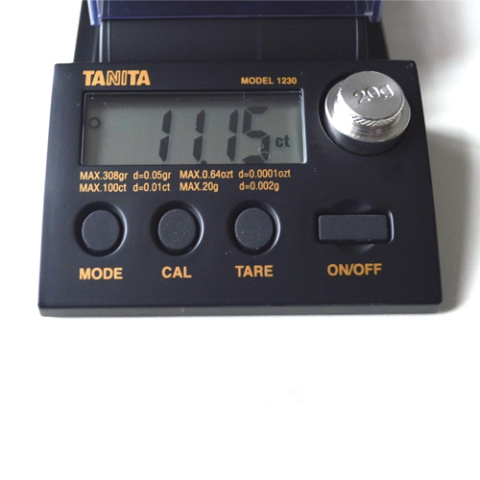 TANITA MODEL 1230
20g
11.15 ct
MAX.308gr d=0.05gr MAX.0.64ozt d=0.0001ozt
MAX.100ct d=0.01ct MAX.20g d=0.002g
MODE CAL TARE ON/OFF